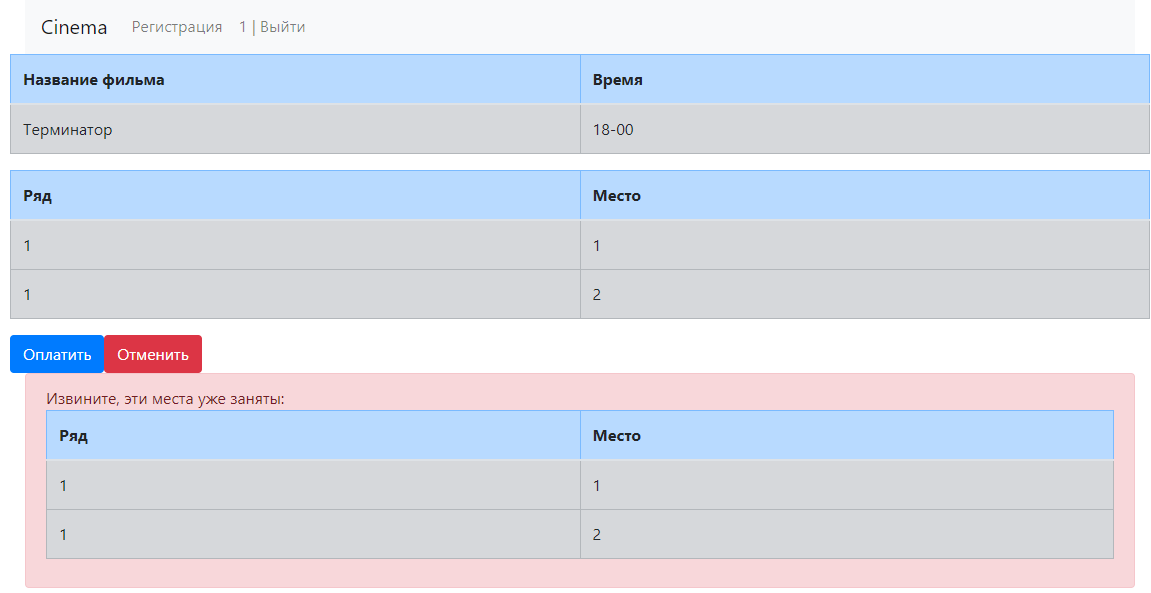 Cinema Регистрация 1 | Выйти
Название фильма Время
Терминатор 18-00
Ряд Место
1 1
1 2
Оплатить Отменить
Извините, эти места уже заняты:
Ряд Место
1 1
1 2